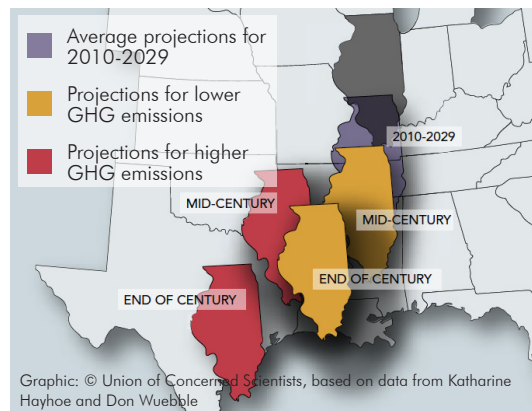 Average projections for
2010-2029
Projections for lower
GHG emissions
Projections for higher
GHG emissions
2010-2029
MID-CENTURY
MID-CENTURY
END OF CENTURY
END OF CENTURY
Graphic: © Union of Concerned Scientists, based on data from Katharine
Hayhoe and Don Wuebble